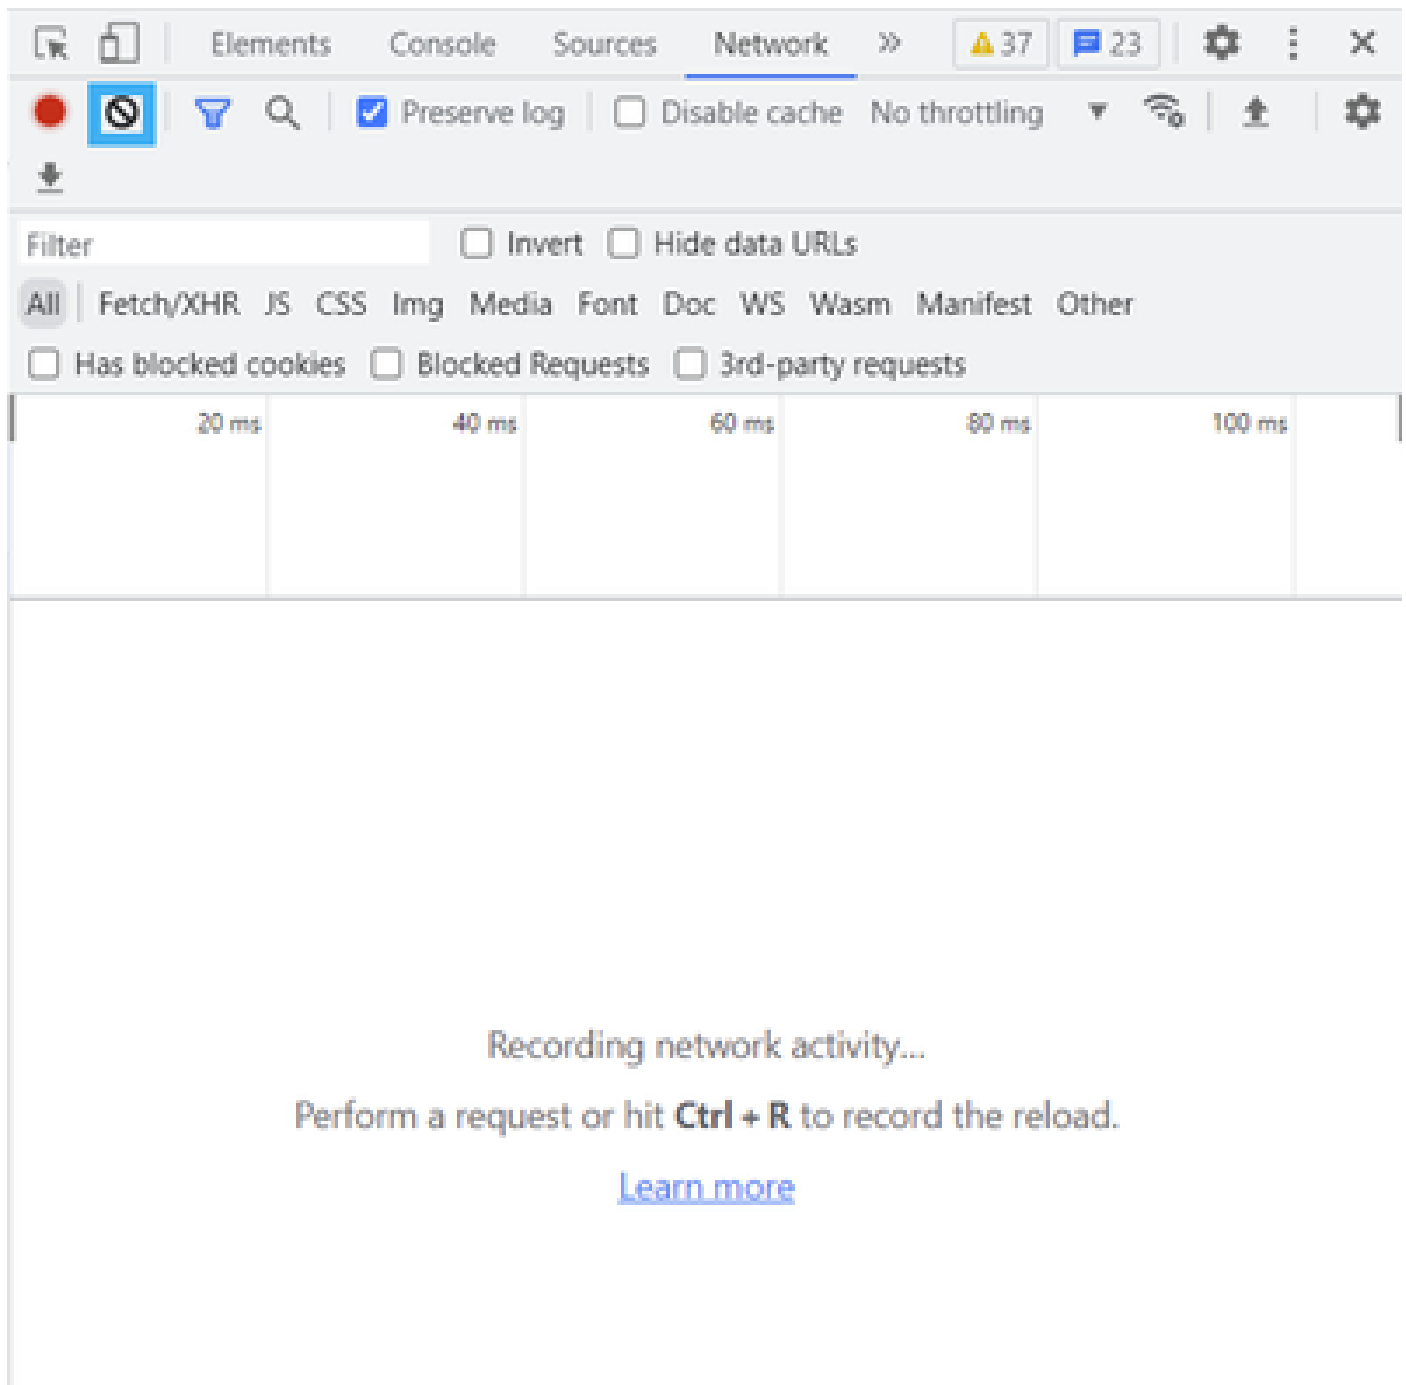 Elements Console Sources Network » 37 23
Preserve log Disable cache No throttling
Filter Invert Hide data URLs
All Fetch/XHR JS CSS Img Media Font Doc WS Wasm Manifest Other
Has blocked cookies Blocked Requests 3rd-party requests
20 ms 40 ms 60 ms 80 ms 100 ms
Recording network activity...
Perform a request or hit Ctrl + R to record the reload.
Learn more